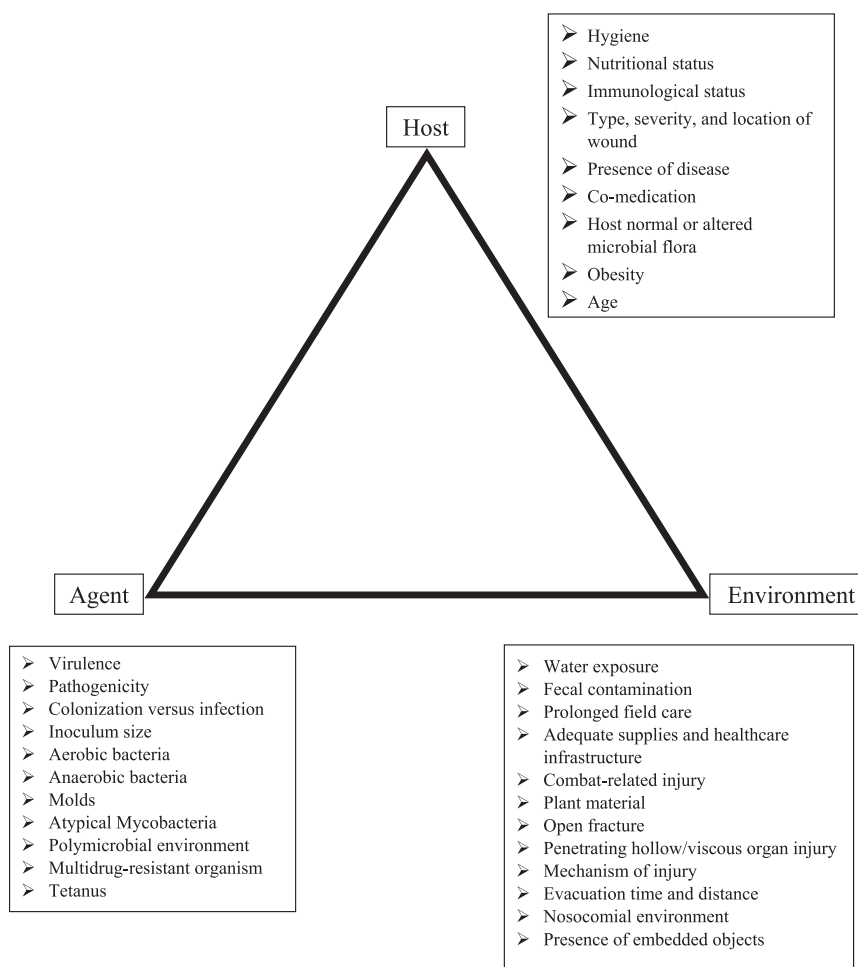 Host
➢ Hygiene
➢ Nutritional status
➢ Immunological status
➢ Type, severity, and location of
wound
➢ Presence of disease
➢ Co-medication
➢ Host normal or altered
microbial flora
➢ Obesity
➢ Age
Agent
➢ Virulence
➢ Pathogenicity
➢ Colonization versus infection
➢ Inoculum size
➢ Aerobic bacteria
➢ Anaerobic bacteria
➢ Molds
➢ Atypical Mycobacteria
➢ Polymicrobial environment
➢ Multidrug-resistant organism
➢ Tetanus
Environment
➢ Water exposure
➢ Fecal contamination
➢ Prolonged field care
➢ Adequate supplies and healthcare
infrastructure
➢ Combat-related injury
➢ Plant material
➢ Open fracture
➢ Penetrating hollow/viscous organ injury
➢ Mechanism of injury
➢ Evacuation time and distance
➢ Nosocomial environment
➢ Presence of embedded objects